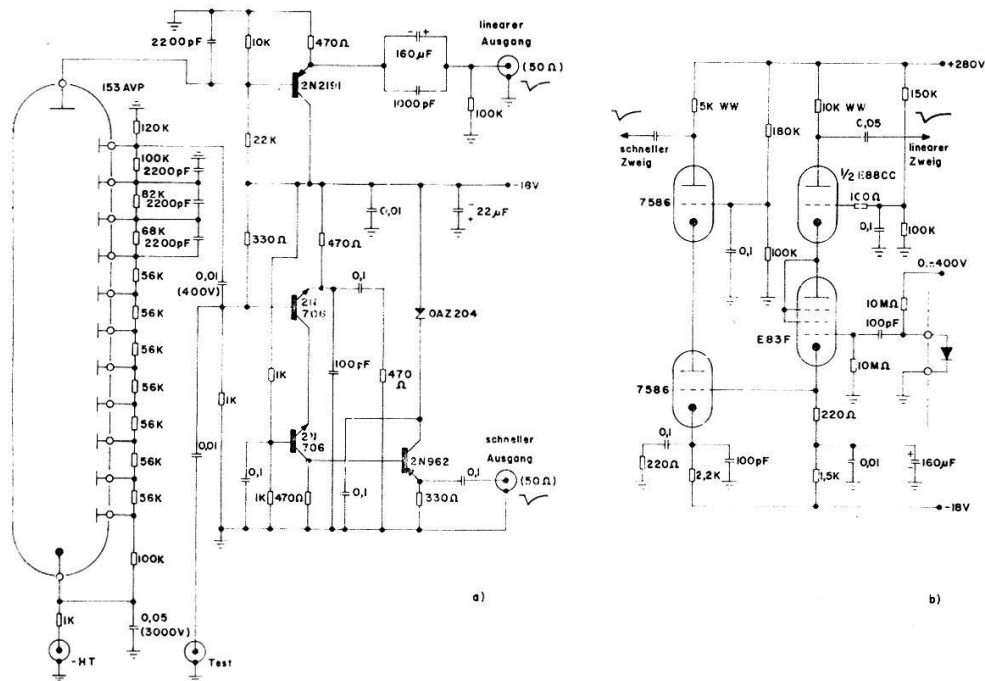 2200pF
10K
470Ω
160µF
- +
1000pF
linearer
Ausgang
(50Ω)
100K
2N2191
153 AVP
120K
100K
2200pF
82K
2200pF
68K
2200pF
56K
56K
56K
56K
56K
56K
56K
100K
0,01
(400V)
22K
330Ω
470Ω
-18V
0,01
-
+ 22µF
0,1
2N
706
100pF
470
Ω
OAZ204
1K
1K
2N
706
2N962
0,01
0,1
1K
470Ω
0,1
330Ω
0,1
schneller
Ausgang
(50Ω)
1K
0,05
(3000V)
-HT
Test
a)
+280V
5K WW
180K
10K WW
150K
0,05
schneller
Zweig
linearer
Zweig
½ E88CC
7586
100Ω
0,1
0,1
100K
100K
0...±400V
10MΩ
100pF
E83F
10MΩ
7586
220Ω
0,1
220Ω
100pF
2,2K
1,5K
0,01
+
160µF
-18V
b)